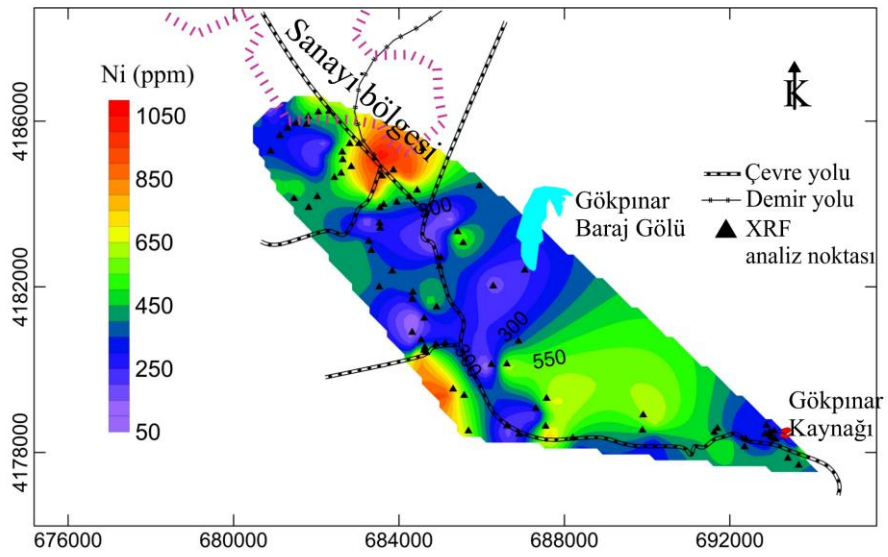 Ni (ppm)
1050
850
650
450
250
50
Sanayi bölgesi
K
Çevre yolu
Demir yolu
XRF
analiz noktası
Gökpınar
Baraj Gölü
300
300
550
300
Gökpınar
Kaynağı
4186000
4182000
4178000
676000
680000
684000
688000
692000